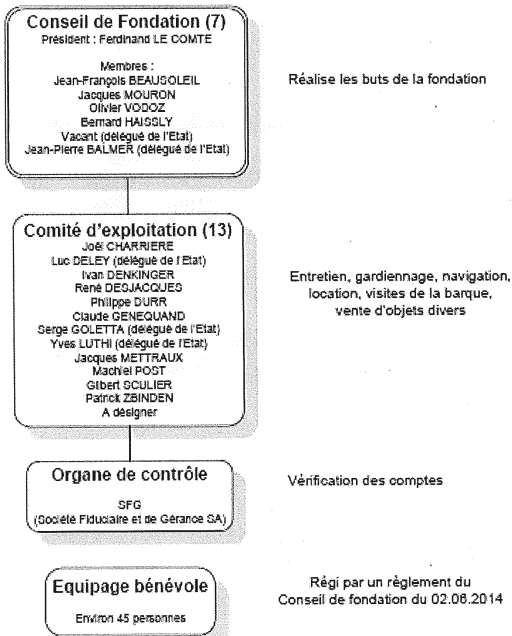 Conseil de Fondation (7)
Président : Ferdinand LE COMTE
Membres :
Jean-François BEAUSOLEIL
Jacques MOURON
Olivier VODOZ
Bernard HAISSLY
Vacant (délégué de l'Etat)
Jean-Pierre BALMER (délégué de l'Etat)
Réalise les buts de la fondation
Comité d'exploitation (13)
Joël CHARRIERE
Luc DELEY (délégué de l'Etat)
Ivan DENKINGER
René DESJACQUES
Philippe DURR
Claude GENEQUAND
Serge GOLETTA (délégué de l'Etat)
Yves LUTHI (délégué de l'Etat)
Jacques METTRAUX
Machiel POST
Gilbert SCULIER
Patrick ZBINDEN
A désigner
Entretien, gardiennage, navigation,
location, visites de la barque,
vente d'objets divers
Organe de contrôle
SFG
(Société Fiduciaire et de Gérance SA)
Vérification des comptes
Equipage bénévole
Environ 45 personnes
Régi par un règlement du
Conseil de fondation du 02.06.2014